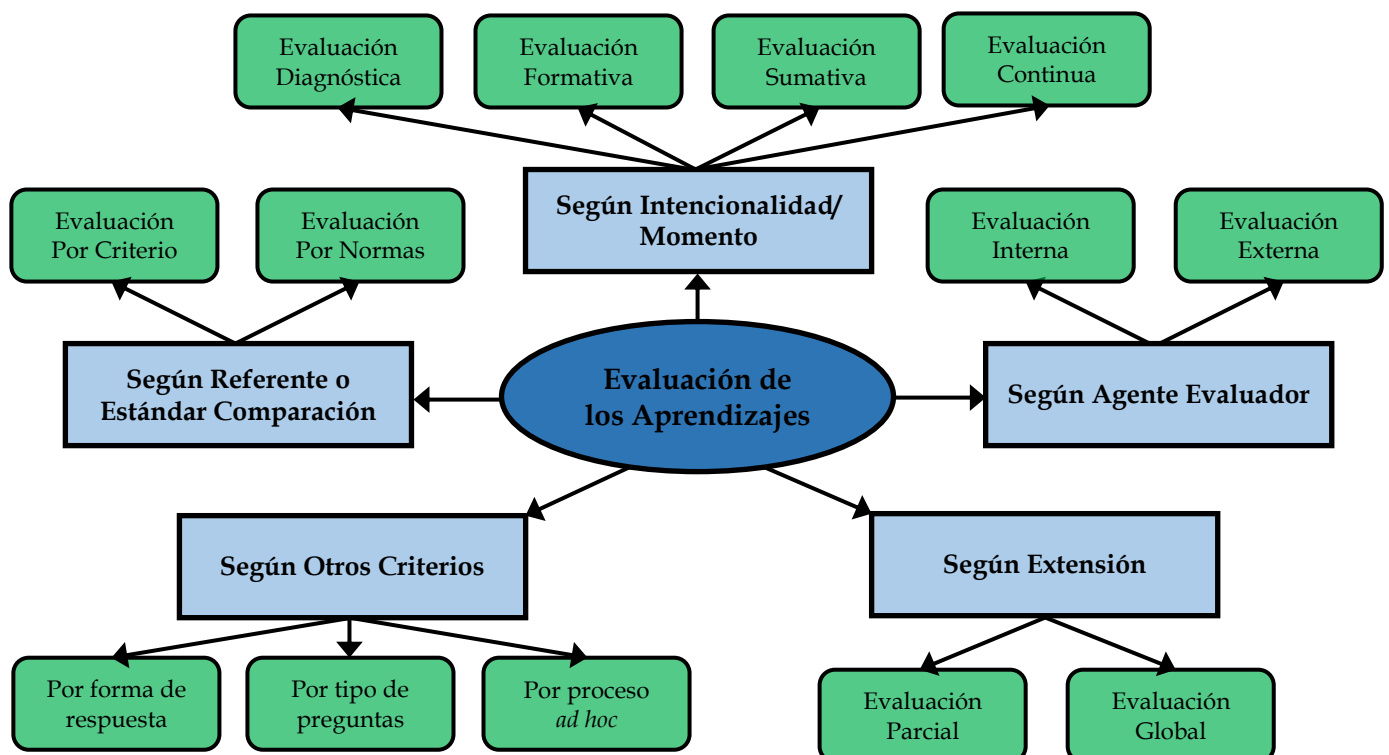 Evaluación
Diagnóstica
Evaluación
Formativa
Evaluación
Sumativa
Evaluación
Continua
Según Intencionalidad/
Momento
Evaluación
Por Criterio
Evaluación
Por Normas
Evaluación
Interna
Evaluación
Externa
Según Referente o
Estándar Comparación
Evaluación de
los Aprendizajes
Según Agente Evaluador
Según Otros Criterios
Según Extensión
Por forma de
respuesta
Por tipo de
preguntas
Por proceso
ad hoc
Evaluación
Parcial
Evaluación
Global